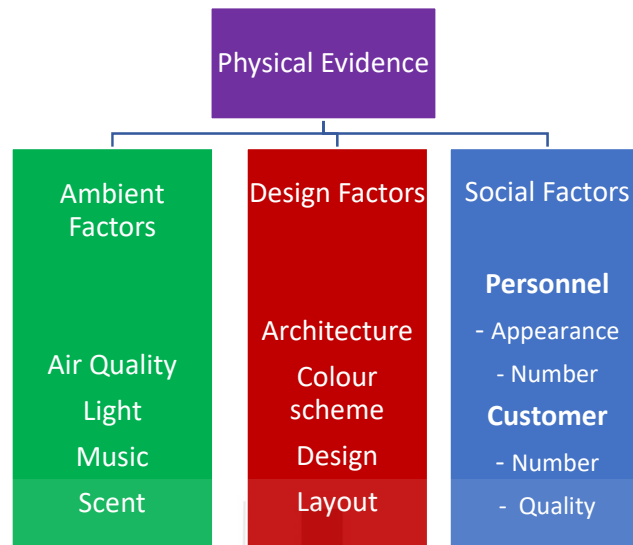 Physical Evidence
Ambient
Factors
Air Quality
Light
Music
Scent
Design Factors
Architecture
Colour
scheme
Design
Layout
Social Factors
Personnel
- Appearance
- Number
Customer
- Number
- Quality